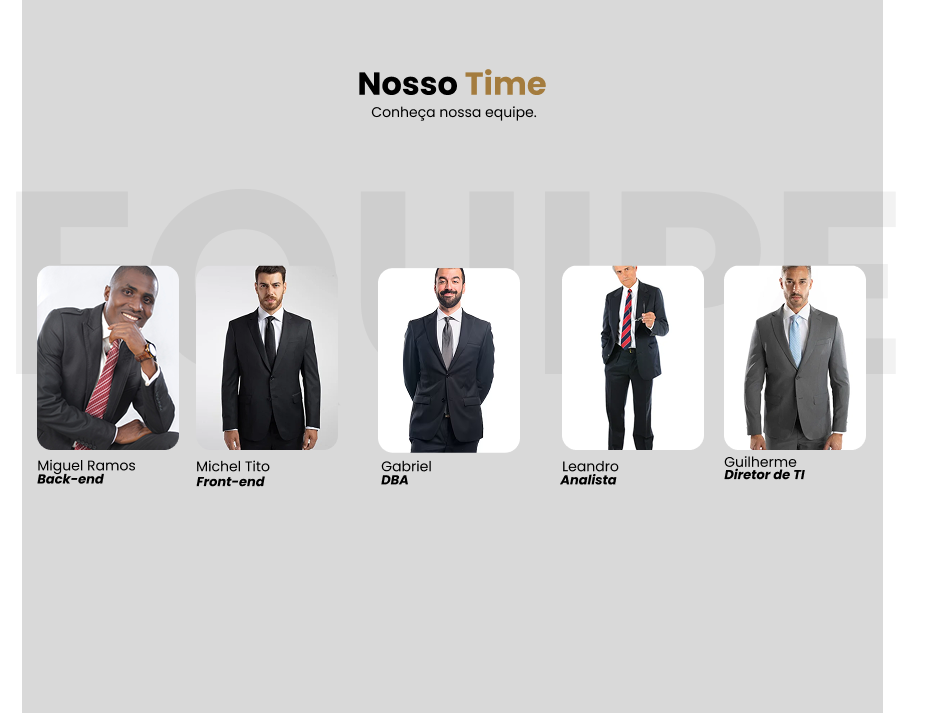 Nosso Time
Conheça nossa equipe.
EQUIPE
Miguel Ramos
Back-end
Michel Tito
Front-end
Gabriel
DBA
Leandro
Analista
Guilherme
Diretor de TI